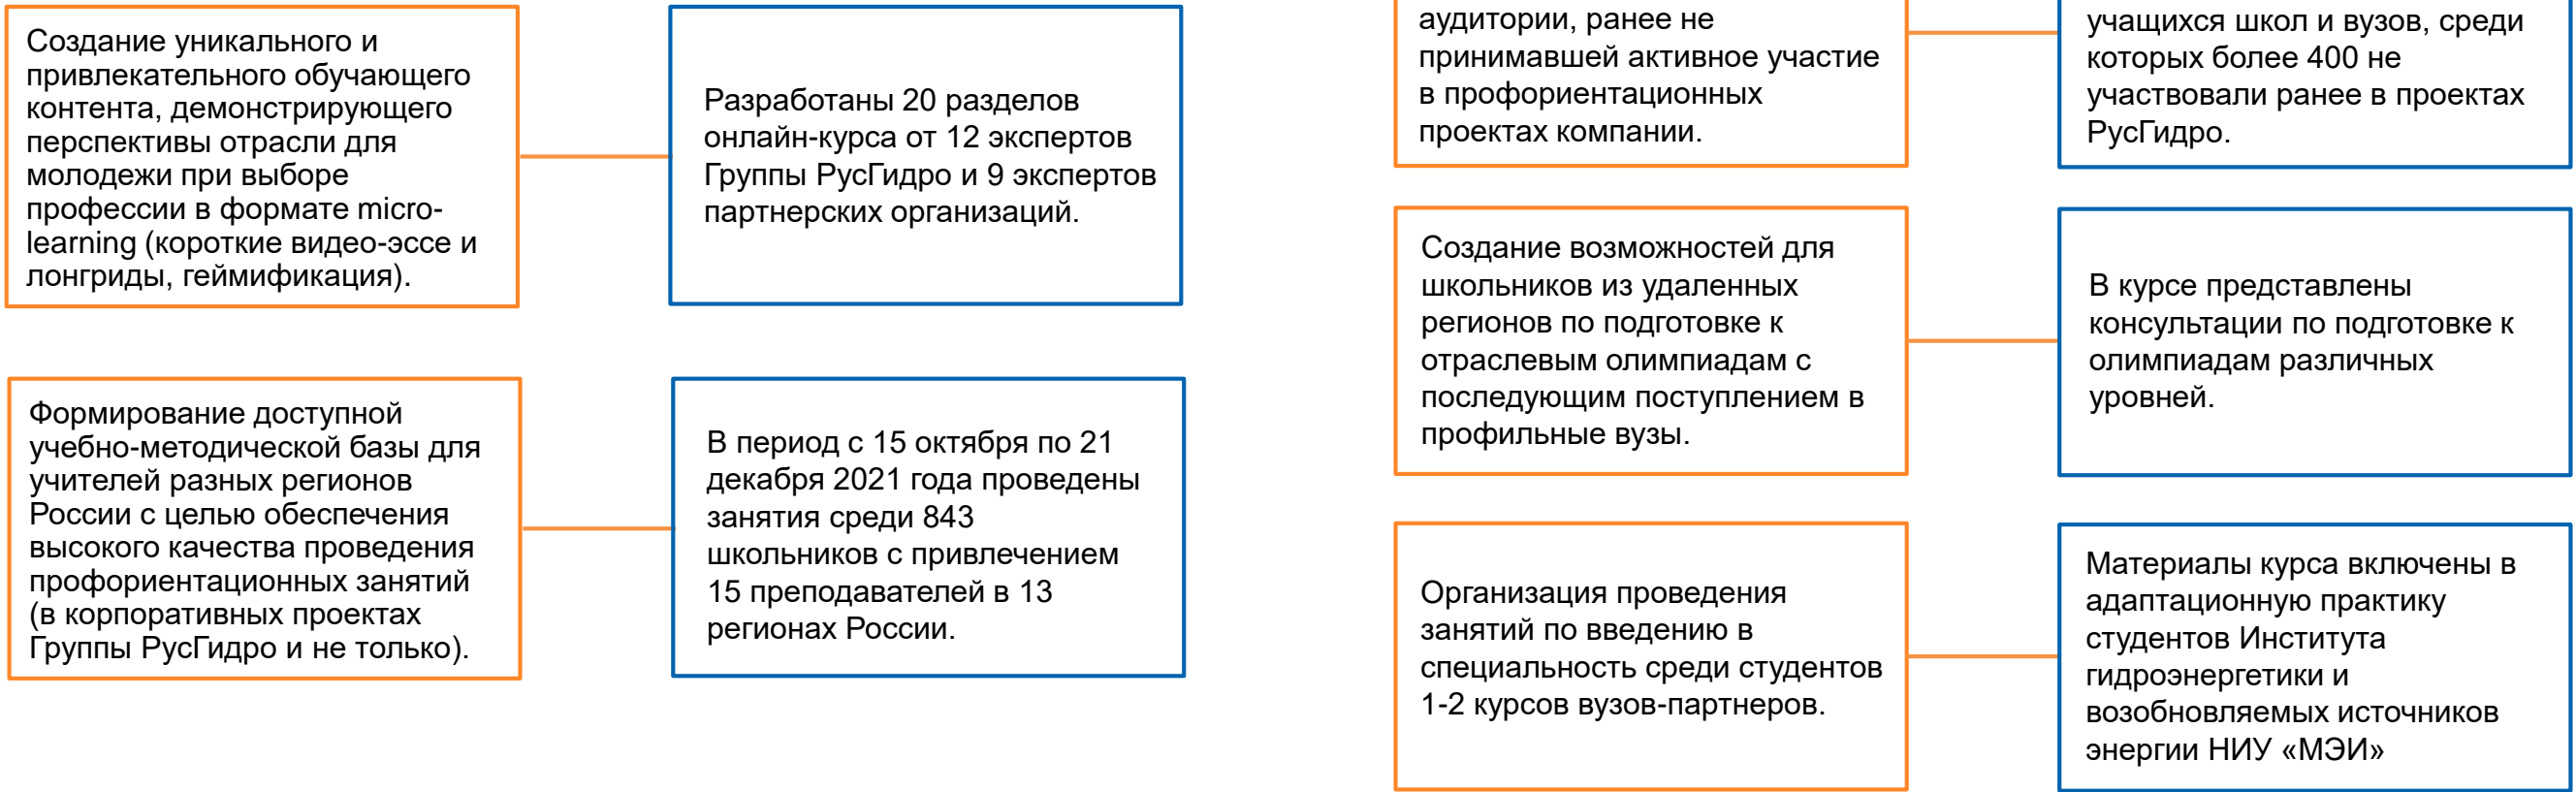 Создание уникального и
привлекательного обучающего
контента, демонстрирующего
перспективы отрасли для
молодежи при выборе
профессии в формате micro-
learning (короткие видео-эссе и
лонгриды, геймификация).
Разработаны 20 разделов
онлайн-курса от 12 экспертов
Группы РусГидро и 9 экспертов
партнерских организаций.
Формирование доступной
учебно-методической базы для
учителей разных регионов
России с целью обеспечения
высокого качества проведения
профориентационных занятий
(в корпоративных проектах
Группы РусГидро и не только).
В период с 15 октября по 21
декабря 2021 года проведены
занятия среди 843
школьников с привлечением
15 преподавателей в 13
регионах России.
аудитории, ранее не
принимавшей активное участие
в профориентационных
проектах компании.
учащихся школ и вузов, среди
которых более 400 не
участвовали ранее в проектах
РусГидро.
Создание возможностей для
школьников из удаленных
регионов по подготовке к
отраслевым олимпиадам с
последующим поступлением в
профильные вузы.
В курсе представлены
консультации по подготовке к
олимпиадам различных
уровней.
Организация проведения
занятий по введению в
специальность среди студентов
1-2 курсов вузов-партнеров.
Материалы курса включены в
адаптационную практику
студентов Института
гидроэнергетики и
возобновляемых источников
энергии НИУ «МЭИ»